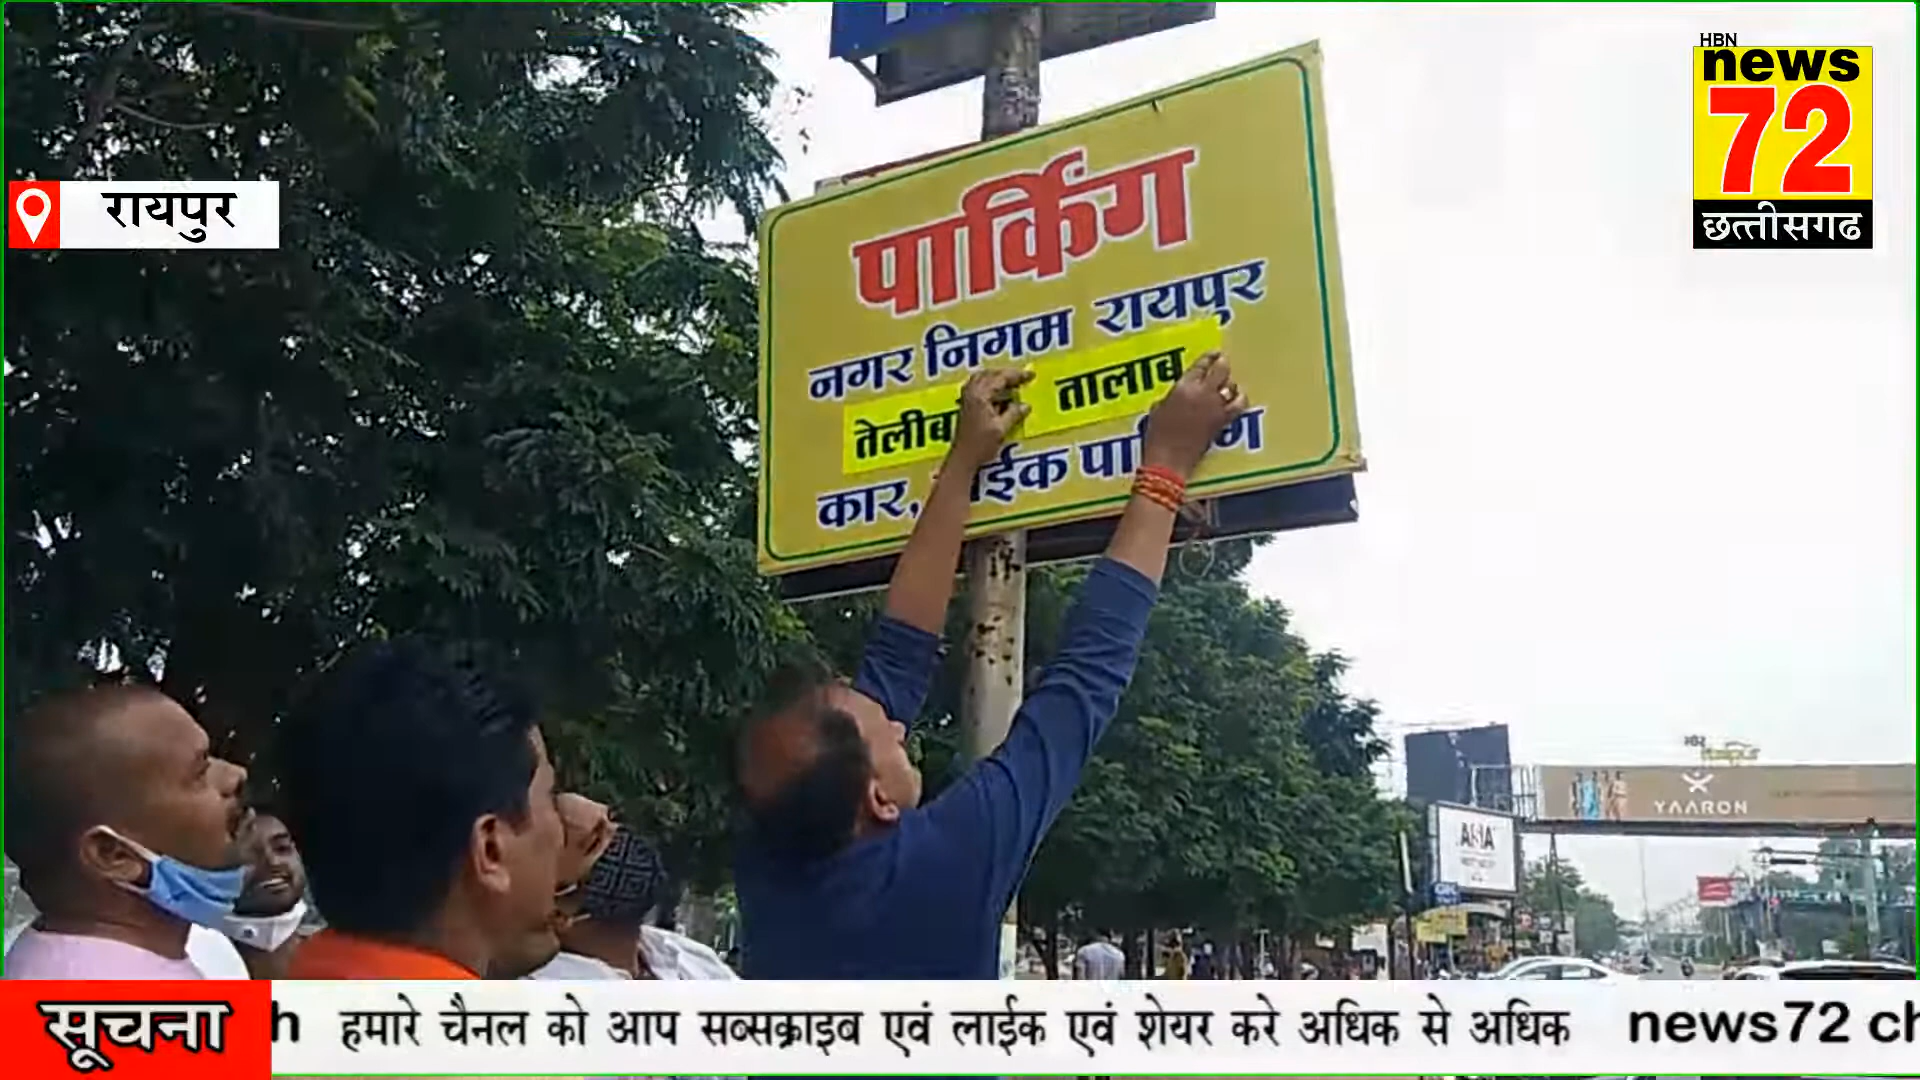 HBN
news
72
छत्तीसगढ
रायपुर
पार्किंग
नगर निगम रायपुर
तालाब
कार,
YAARON
सूचना
हमारे चैनल को आप सब्सक्राइब एवं लाईक एवं शेयर करे अधिक से अधिक news72 ch